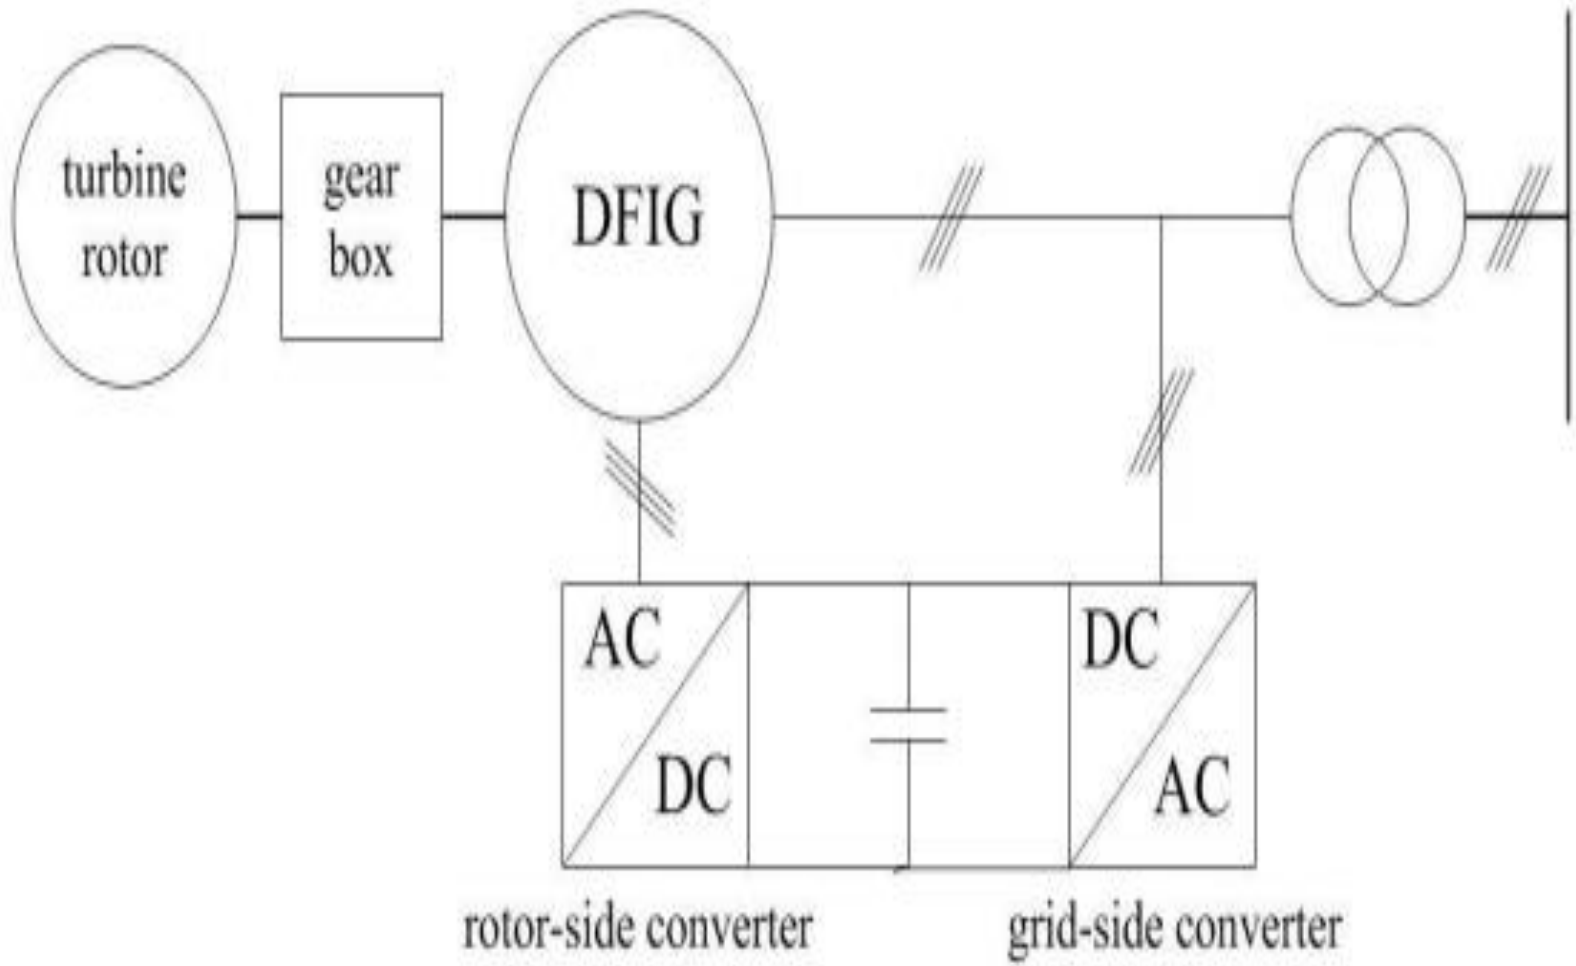 turbine
rotor
gear
box
DFIG
AC
DC
DC
AC
rotor-side converter
grid-side converter